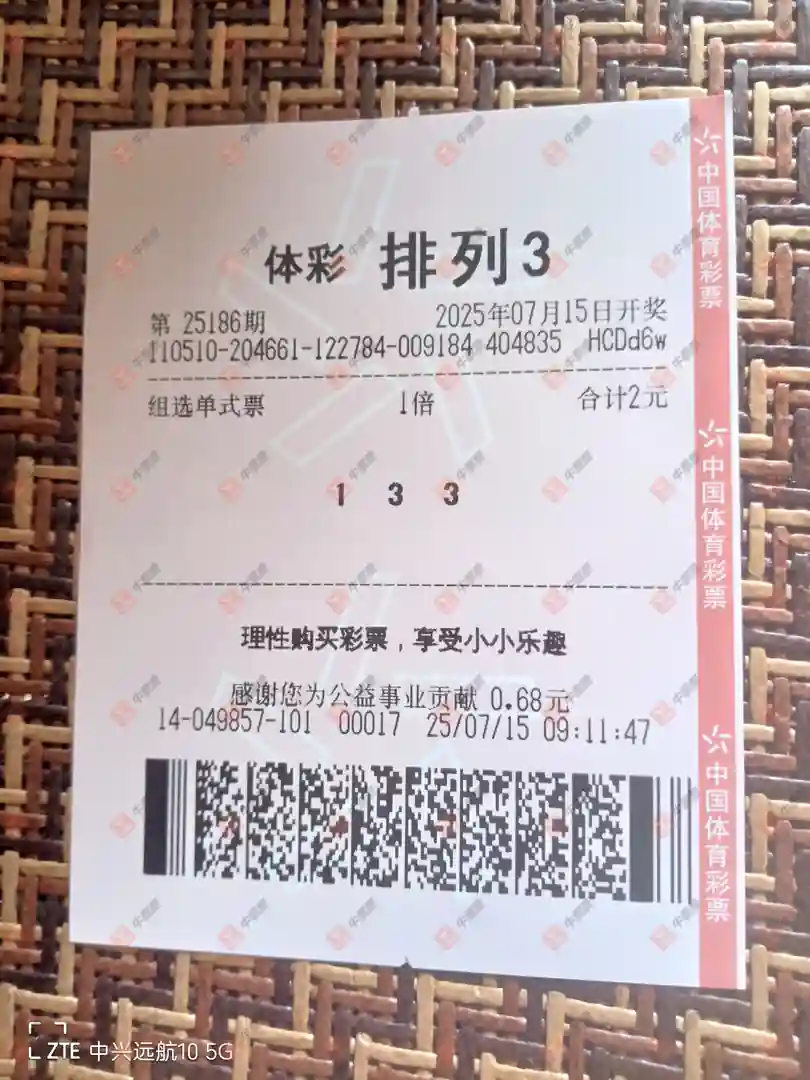 体彩 排列3
第 25186期 2025年07月15日开奖
110510-204661-122784-009184 404835 HCDd6w
组选单式票 1倍 合计2元
1 3 3
理性购买彩票，享受小小乐趣
感谢您为公益事业贡献 0.68元
14-049857-101 00017 25/07/15 09:11:47
中国体育彩票
中国体育彩票
中国体育彩票
ZTE 中兴远航10 5G